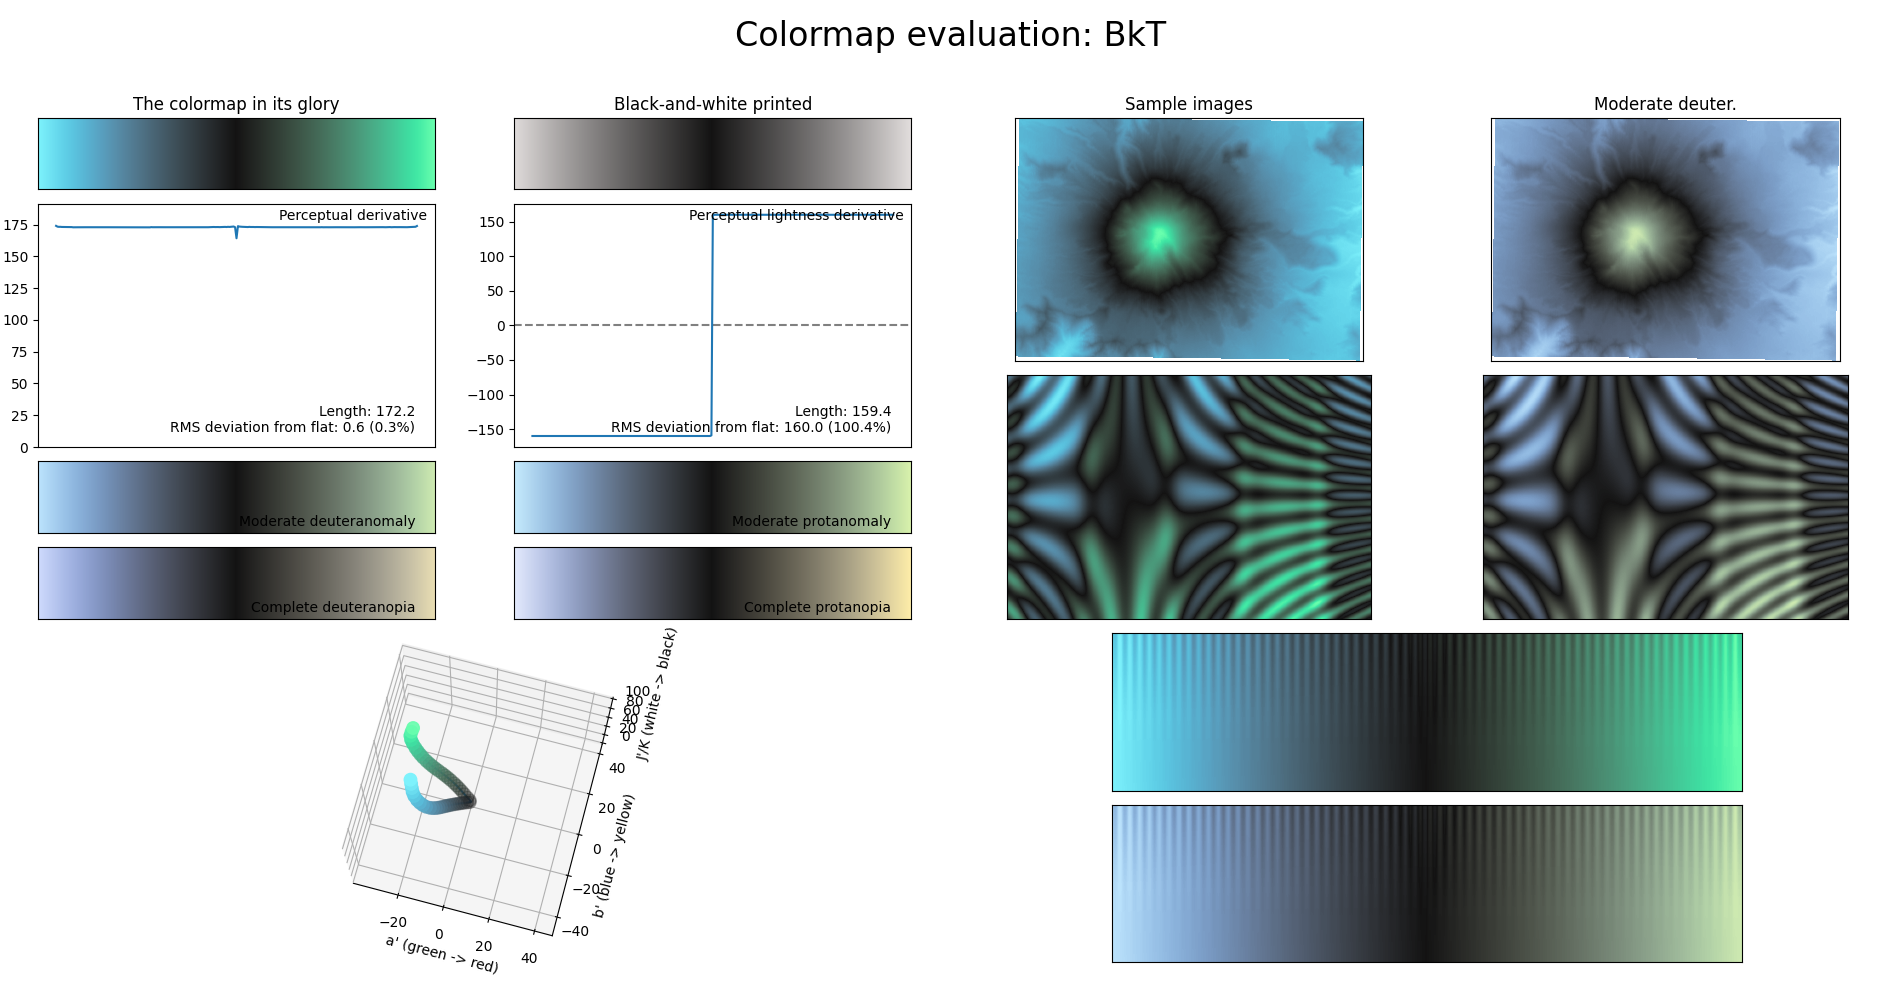 Colormap evaluation: BkT
The colormap in its glory
Black-and-white printed
Sample images
Moderate deuter.
Perceptual derivative
175
150
125
100
75
50
25
0
Length: 172.2
RMS deviation from flat: 0.6 (0.3%)
Perceptual lightness derivative
150
100
50
0
−50
−100
−150
Length: 159.4
RMS deviation from flat: 160.0 (100.4%)
Moderate deuteranomaly
Moderate protanomaly
Complete deuteranopia
Complete protanopia
J'/K (white -> black)
100
80
60
40
20
0
b' (blue -> yellow)
40
20
0
−20
−40
a' (green -> red)
−20
0
20
40